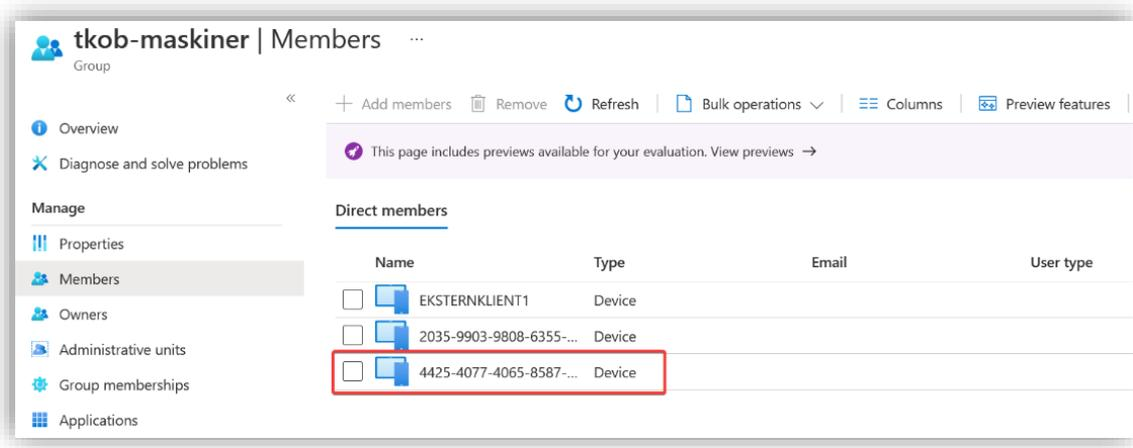 tkob-maskiner | Members ...
Group
«
Overview
Diagnose and solve problems
Manage
Properties
Members
Owners
Administrative units
Group memberships
Applications
Add members Remove Refresh Bulk operations Columns Preview features
This page includes previews available for your evaluation. View previews →
Direct members
Name Type Email User type
EKSTERNKLIENT1 Device
2035-9903-9808-6355-... Device
4425-4077-4065-8587-... Device